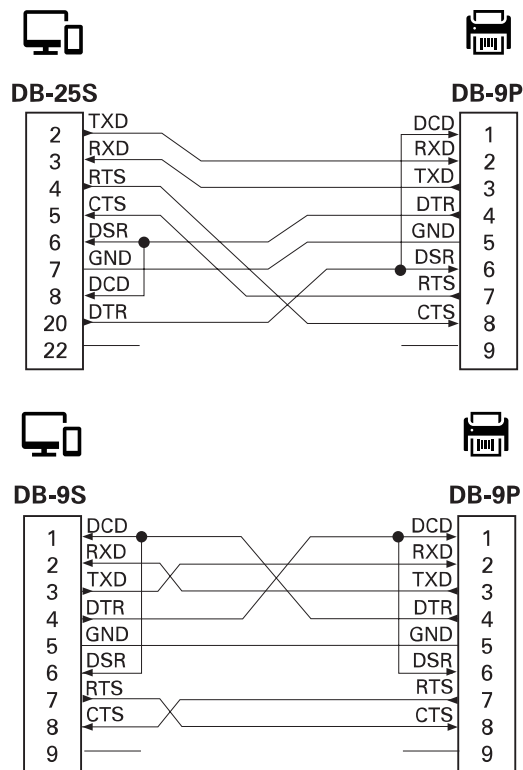 DB-25S DB-9P
2 TXD DCD 1
3 RXD RXD 2
4 RTS TXD 3
5 CTS DTR 4
6 DSR GND 5
7 GND DSR 6
8 DCD RTS 7
20 DTR CTS 8
22 9
DB-9S DB-9P
1 DCD DCD 1
2 RXD RXD 2
3 TXD TXD 3
4 DTR DTR 4
5 GND GND 5
6 DSR DSR 6
7 RTS RTS 7
8 CTS CTS 8
9 9